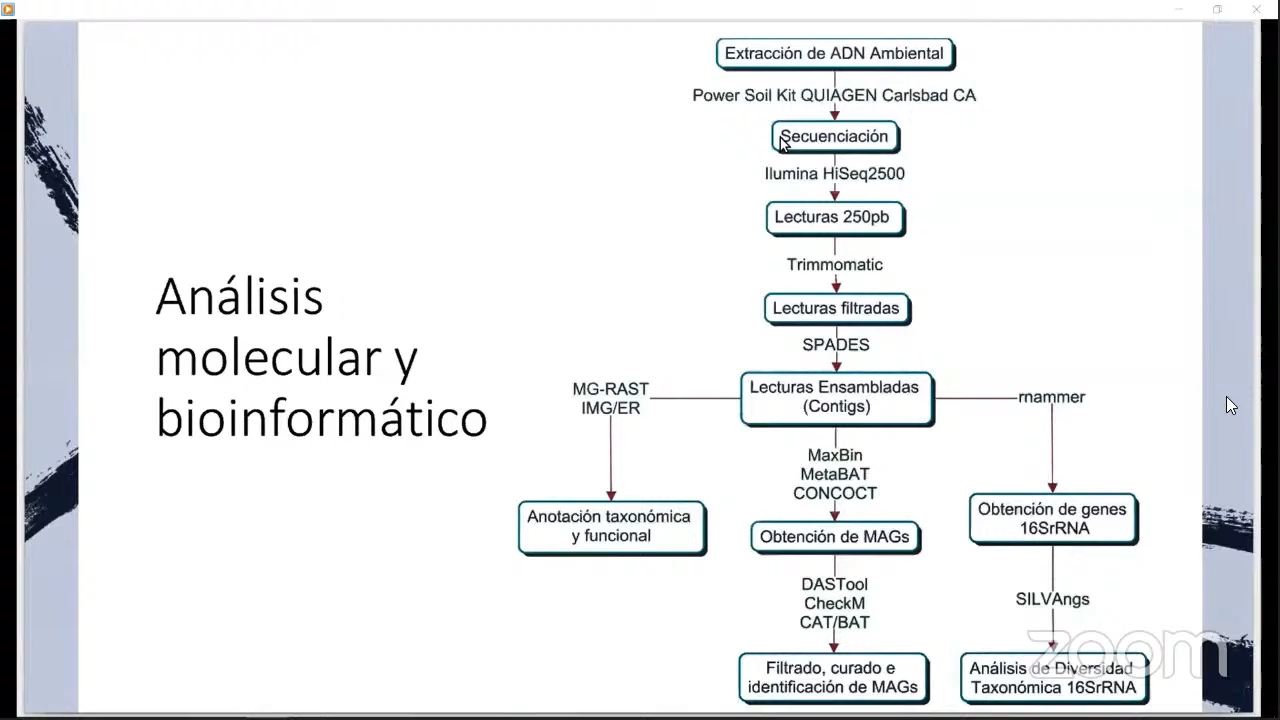 Análisis
molecular y
bioinformático
Extracción de ADN Ambiental
Power Soil Kit QUIAGEN Carlsbad CA
Secuenciación
Ilumina HiSeq2500
Lecturas 250pb
Trimmomatic
Lecturas filtradas
SPADES
Lecturas Ensambladas
(Contigs)
MG-RAST
IMG/ER
Anotación taxonómica
y funcional
MaxBin
MetaBAT
CONCOCT
Obtención de MAGs
DASTool
CheckM
CAT/BAT
Filtrado, curado e
identificación de MAGs
rnammer
Obtención de genes
16SrRNA
SILVAngs
Análisis de Diversidad
Taxonómica 16SrRNA
zoom